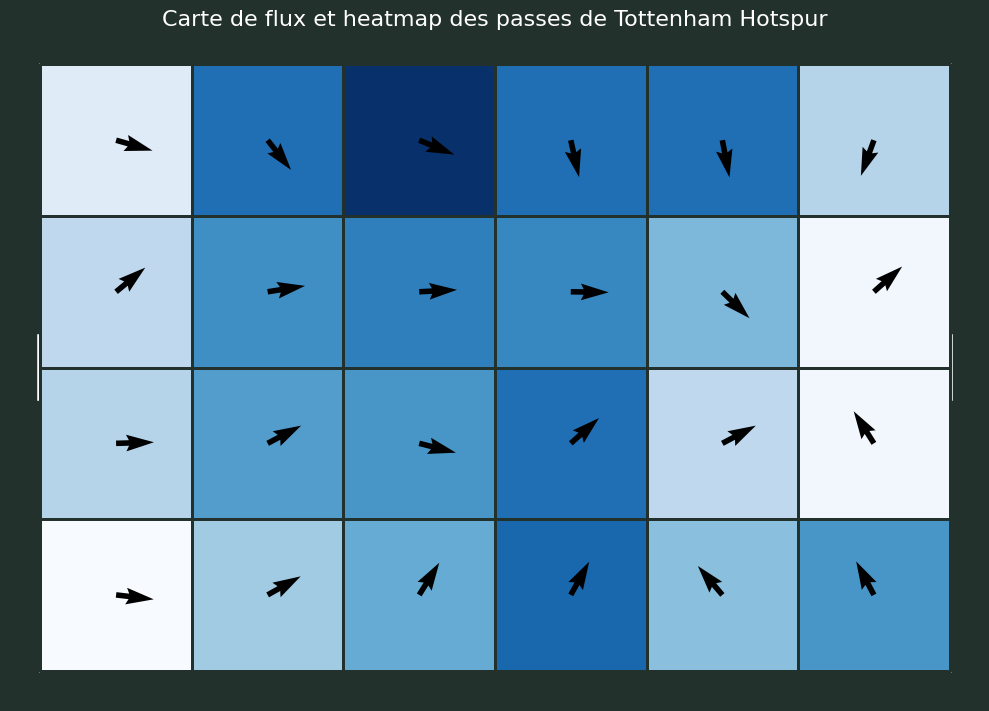 Carte de flux et heatmap des passes de Tottenham Hotspur